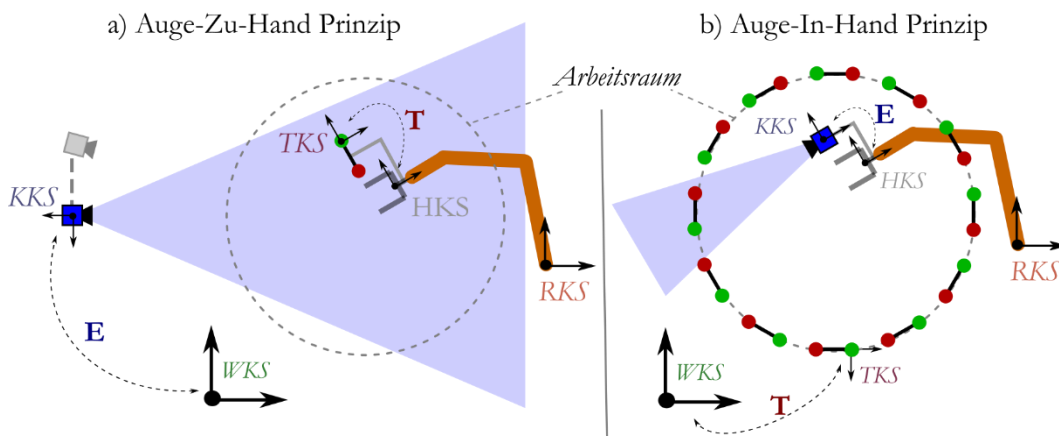 a) Auge-Zu-Hand Prinzip
b) Auge-In-Hand Prinzip
Arbeitsraum
TKS
T
KKS
HKS
E
RKS
WKS
KKS
E
HKS
RKS
WKS
TKS
T